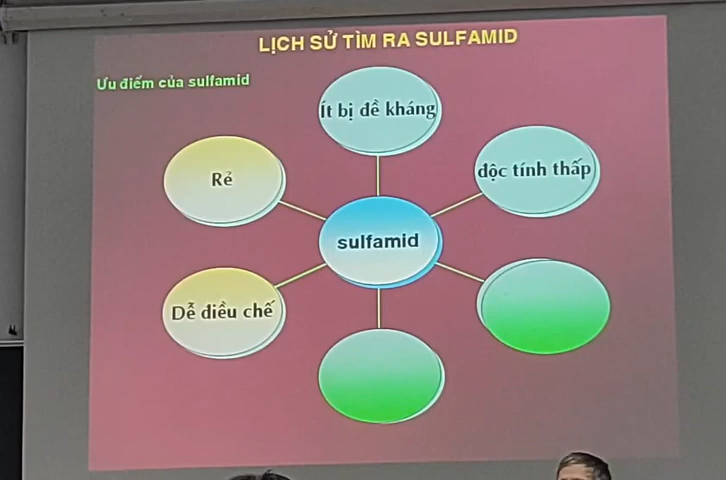 LỊCH SỬ TÌM RA SULFAMID
Ưu điểm của sulfamid
Ít bị đề kháng
Rẻ
độc tính thấp
sulfamid
Dễ điều chế